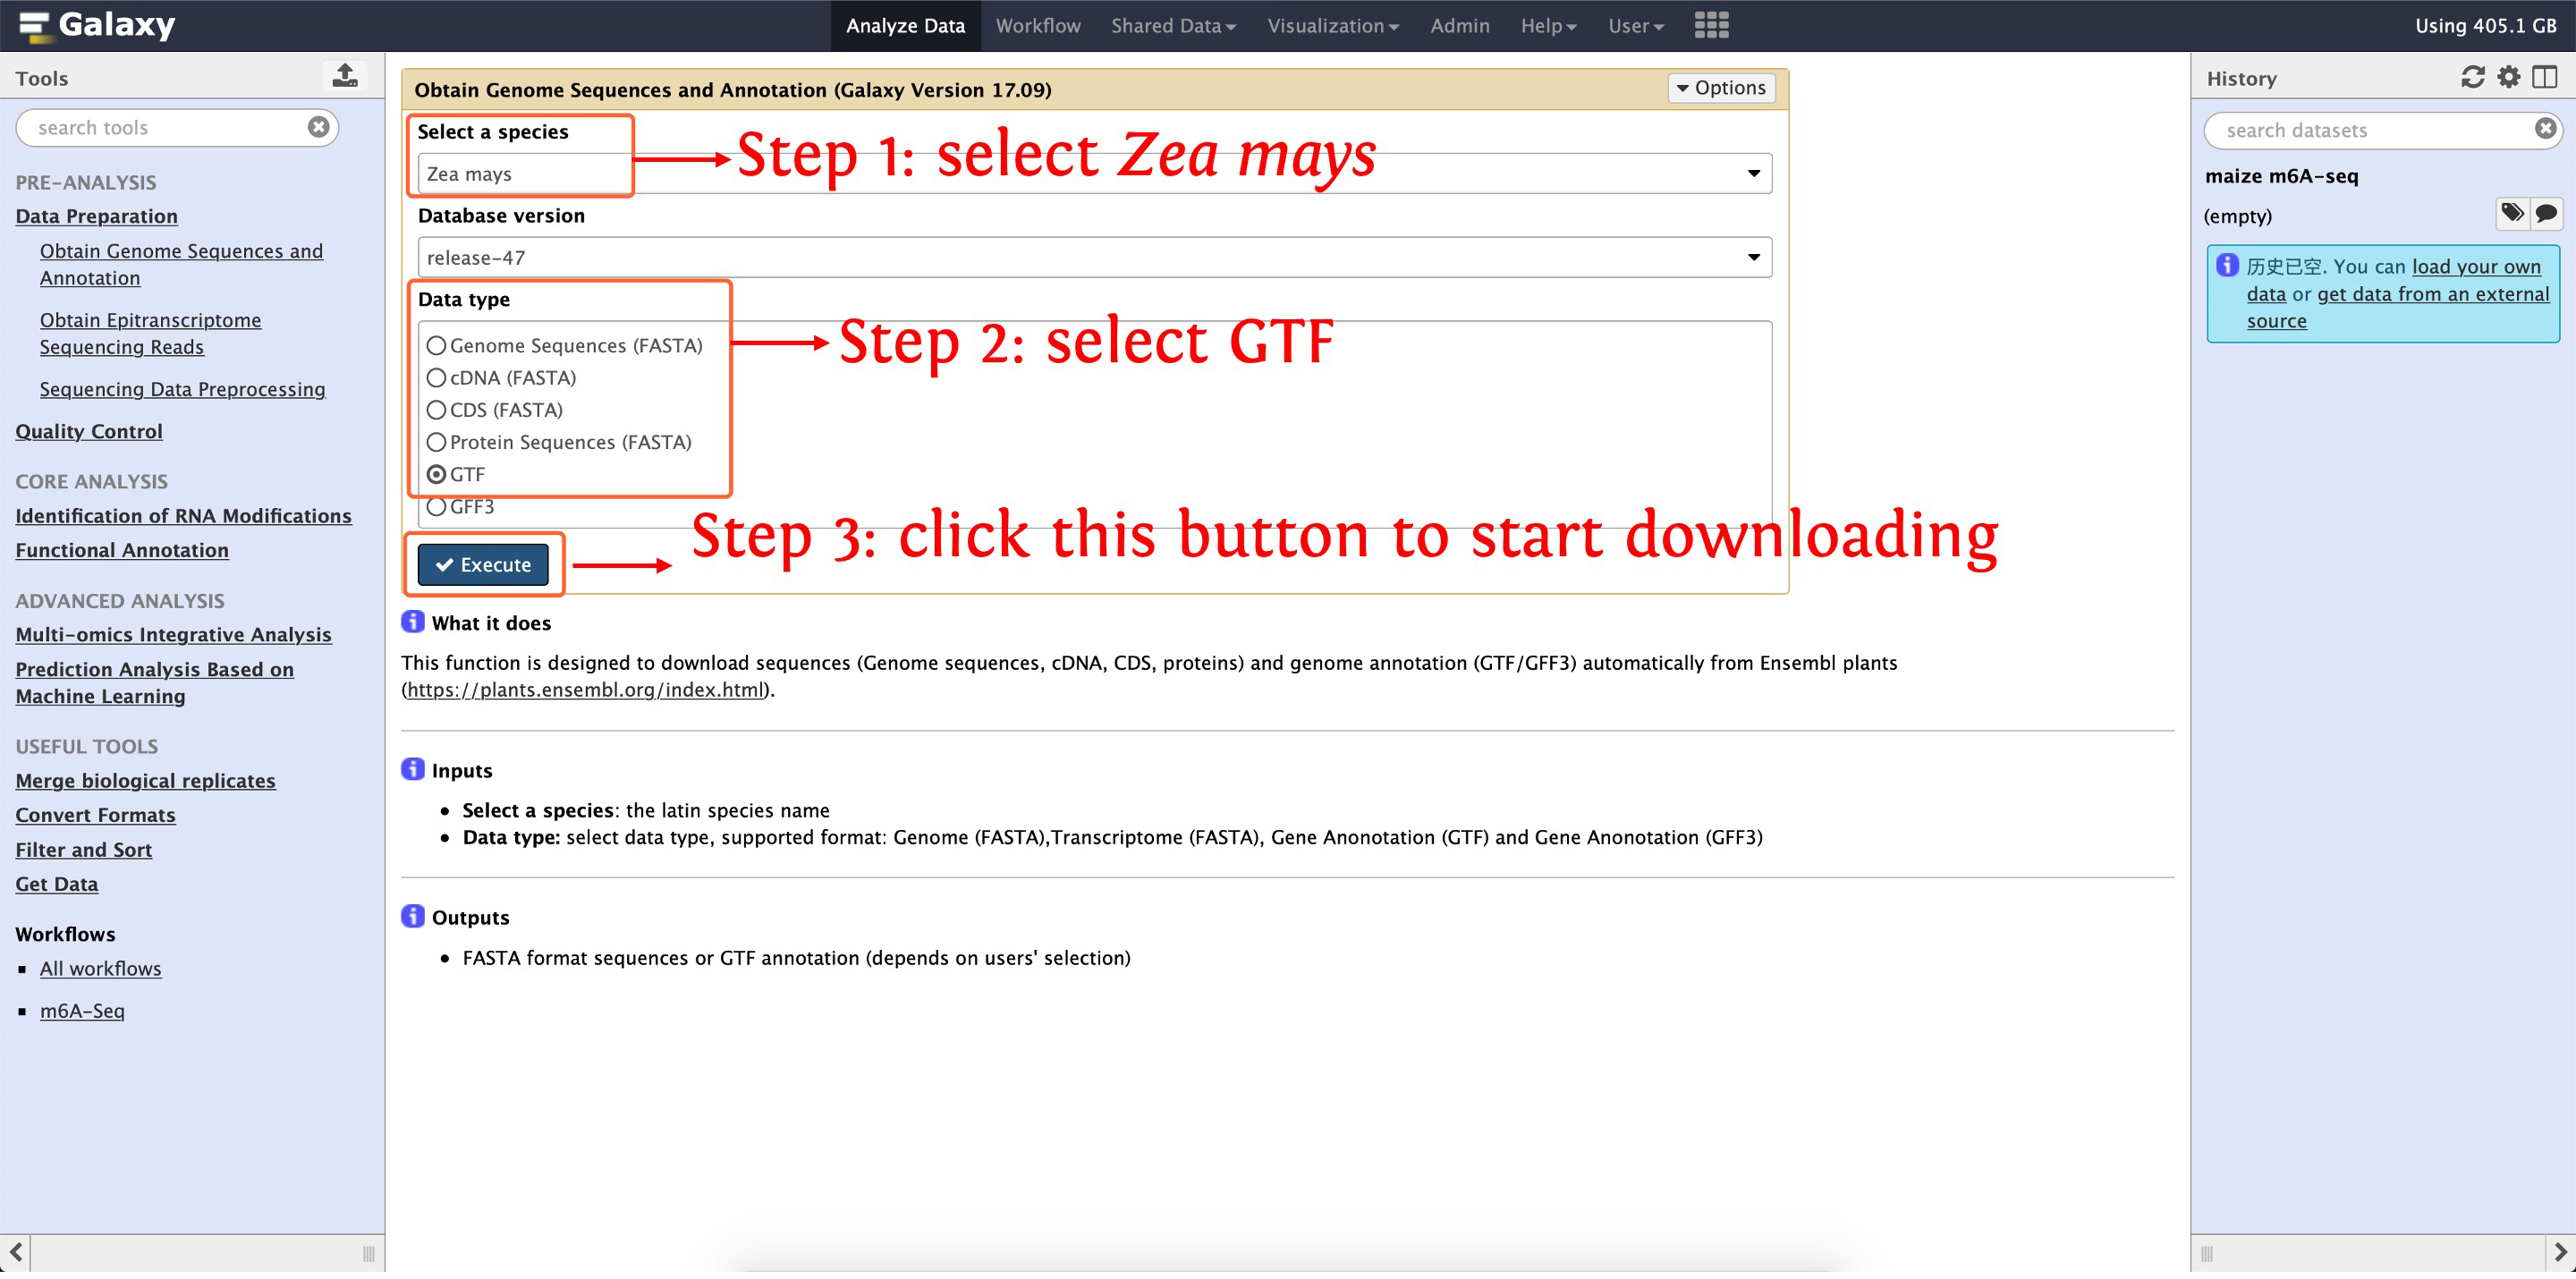 Galaxy
Analyze Data
Workflow
Shared Data
Visualization
Admin
Help
User
Using 405.1 GB
Tools
search tools
PRE-ANALYSIS
Data Preparation
Obtain Genome Sequences and
Annotation
Obtain Epitranscriptome
Sequencing Reads
Sequencing Data Preprocessing
Quality Control
CORE ANALYSIS
Identification of RNA Modifications
Functional Annotation
ADVANCED ANALYSIS
Multi-omics Integrative Analysis
Prediction Analysis Based on
Machine Learning
USEFUL TOOLS
Merge biological replicates
Convert Formats
Filter and Sort
Get Data
Workflows
All workflows
m6A-Seq
Obtain Genome Sequences and Annotation (Galaxy Version 17.09)
Options
Select a species
Zea mays
Step 1: select Zea mays
Database version
release-47
Data type
Genome Sequences (FASTA)
cDNA (FASTA)
CDS (FASTA)
Protein Sequences (FASTA)
GTF
GFF3
Step 2: select GTF
Step 3: click this button to start downloading
Execute
What it does
This function is designed to download sequences (Genome sequences, cDNA, CDS, proteins) and genome annotation (GTF/GFF3) automatically from Ensembl plants
(https://plants.ensembl.org/index.html).
Inputs
• Select a species: the latin species name
• Data type: select data type, supported format: Genome (FASTA),Transcriptome (FASTA), Gene Anonotation (GTF) and Gene Anonotation (GFF3)
Outputs
• FASTA format sequences or GTF annotation (depends on users' selection)
History
search datasets
maize m6A-seq
(empty)
历史已空. You can load your own
data or get data from an external
source